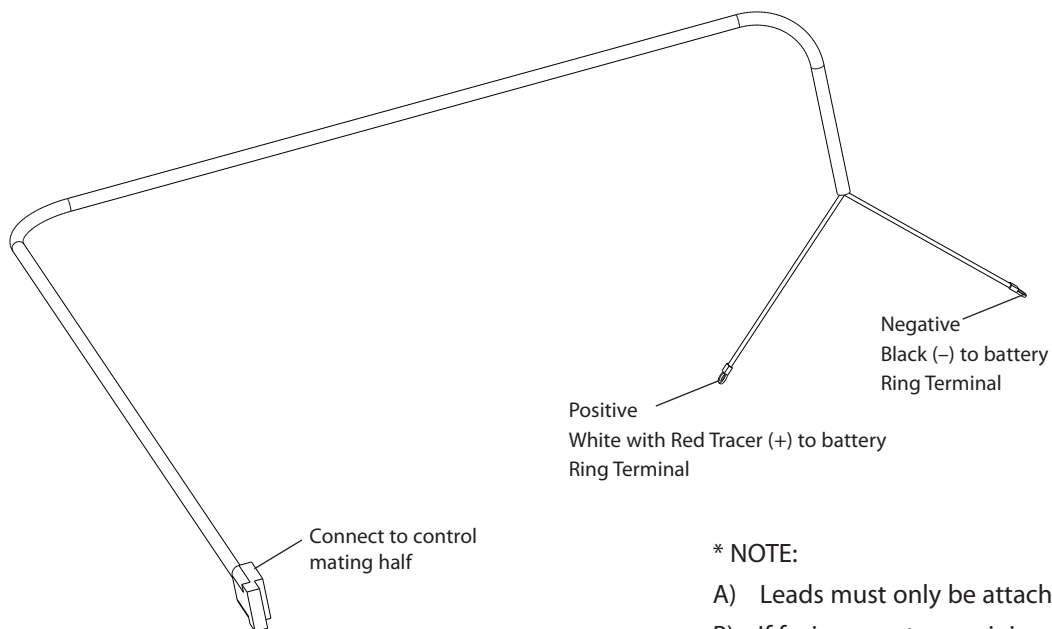 Negative
Black (–) to battery
Ring Terminal
Positive
White with Red Tracer (+) to battery
Ring Terminal
Connect to control
mating half
* NOTE:
A) Leads must only be attach